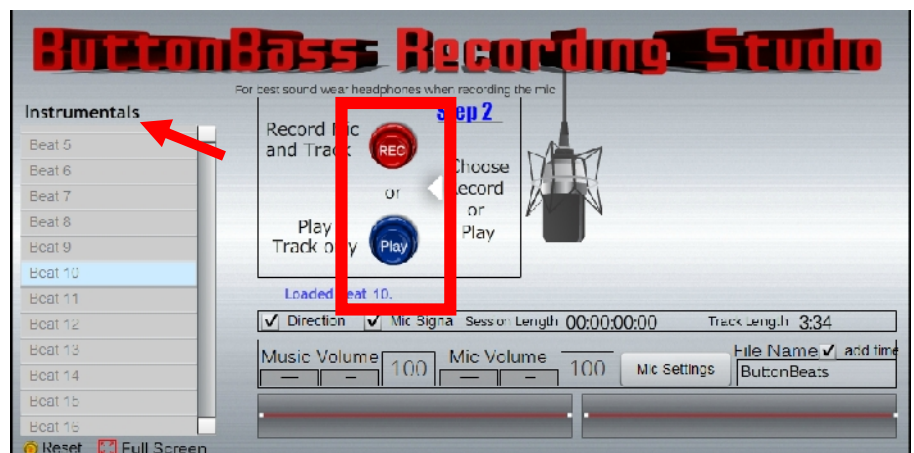 ButtonBass Recording Studio
For best sound wear headphones when recording the mic
Instrumentals
Beat 5
Beat 6
Beat 7
Beat 8
Beat 9
Beat 10
Beat 11
Beat 12
Beat 13
Beat 14
Beat 15
Beat 16
Reset Full Screen
Step 2
Record Mic
and Track
REC
or
Play
Track only
Play
Choose
Record
or
Play
Loaded Beat 10.
Direction Mic Signa Session Length 00:00:00:00 Track Length 3:34
Music Volume 100 Mic Volume 100 Mic Settings
File Name add time
ButtonBeats